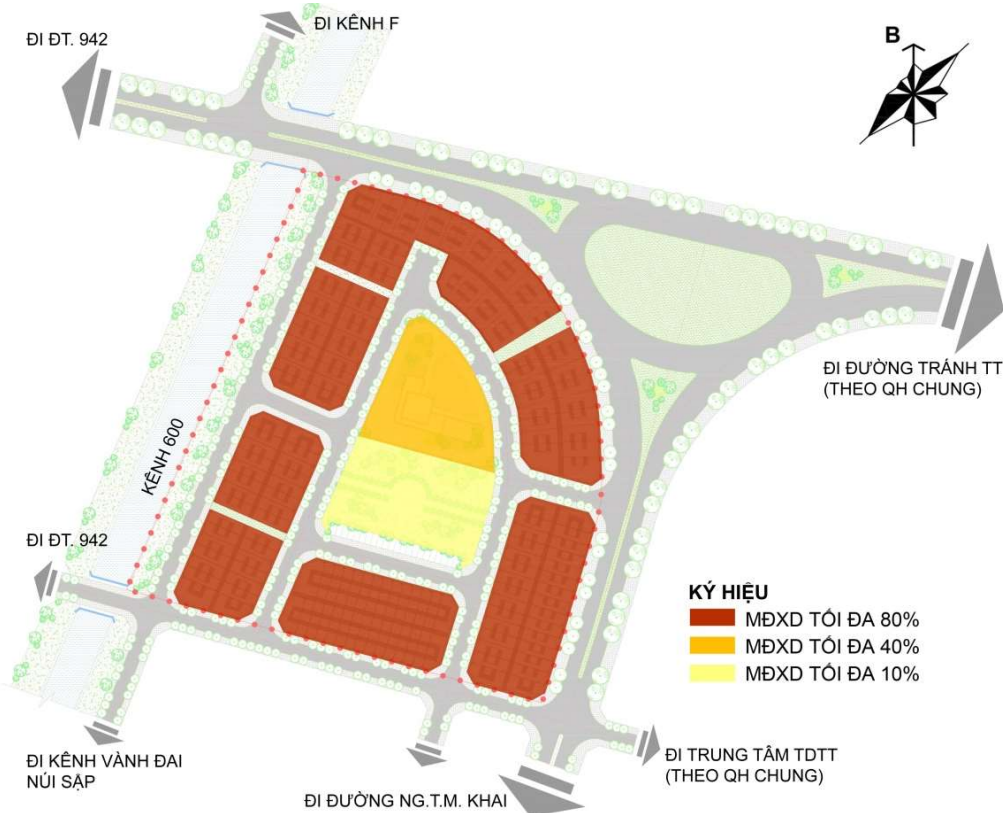 ĐI KÊNH F
ĐI ĐT. 942
B
ĐI ĐƯỜNG TRÁNH TT
(THEO QH CHUNG)
KÊNH 600
ĐI ĐT. 942
KÝ HIỆU
MĐXD TỐI ĐA 80%
MĐXD TỐI ĐA 40%
MĐXD TỐI ĐA 10%
ĐI KÊNH VÀNH ĐAI
NÚI SẬP
ĐI TRUNG TÂM TDTT
(THEO QH CHUNG)
ĐI ĐƯỜNG NG.T.M. KHAI